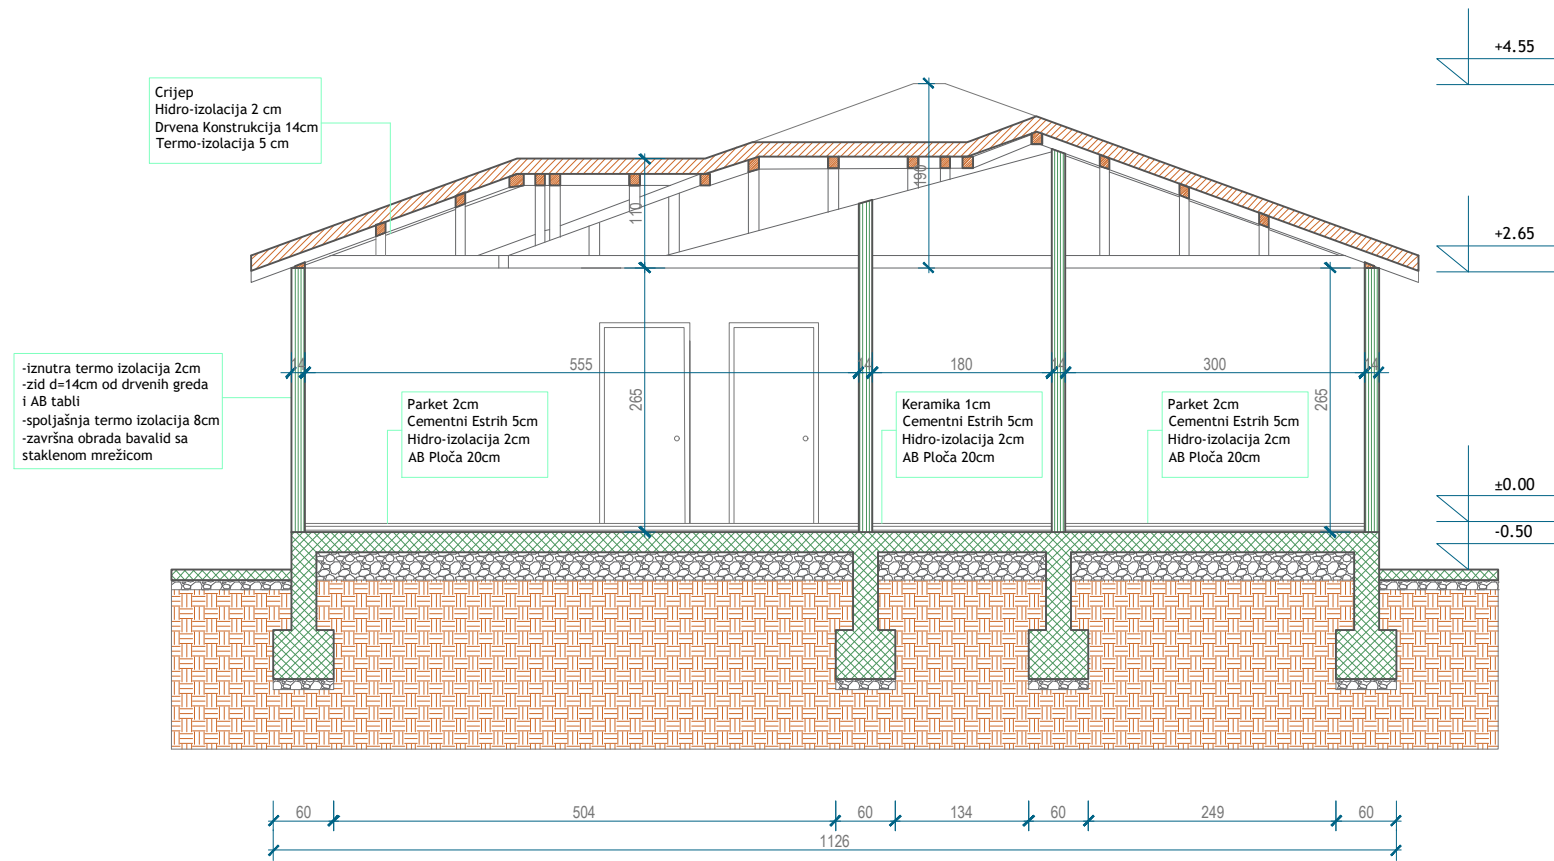 +4.55
Crijep
Hidro-izolacija 2 cm
Drvena Konstrukcija 14cm
Termo-izolacija 5 cm
190
110
+2.65
-iznutra termo izolacija 2cm
-zid d=14cm od drvenih greda
i AB tabli
-spoljašnja termo izolacija 8cm
-završna obrada bavalid sa
staklenom mrežicom
14
555
14
180
14
300
14
265
265
Parket 2cm
Cementni Estrih 5cm
Hidro-izolacija 2cm
AB Ploča 20cm
Keramika 1cm
Cementni Estrih 5cm
Hidro-izolacija 2cm
AB Ploča 20cm
Parket 2cm
Cementni Estrih 5cm
Hidro-izolacija 2cm
AB Ploča 20cm
±0.00
-0.50
60
504
60
134
60
249
60
1126